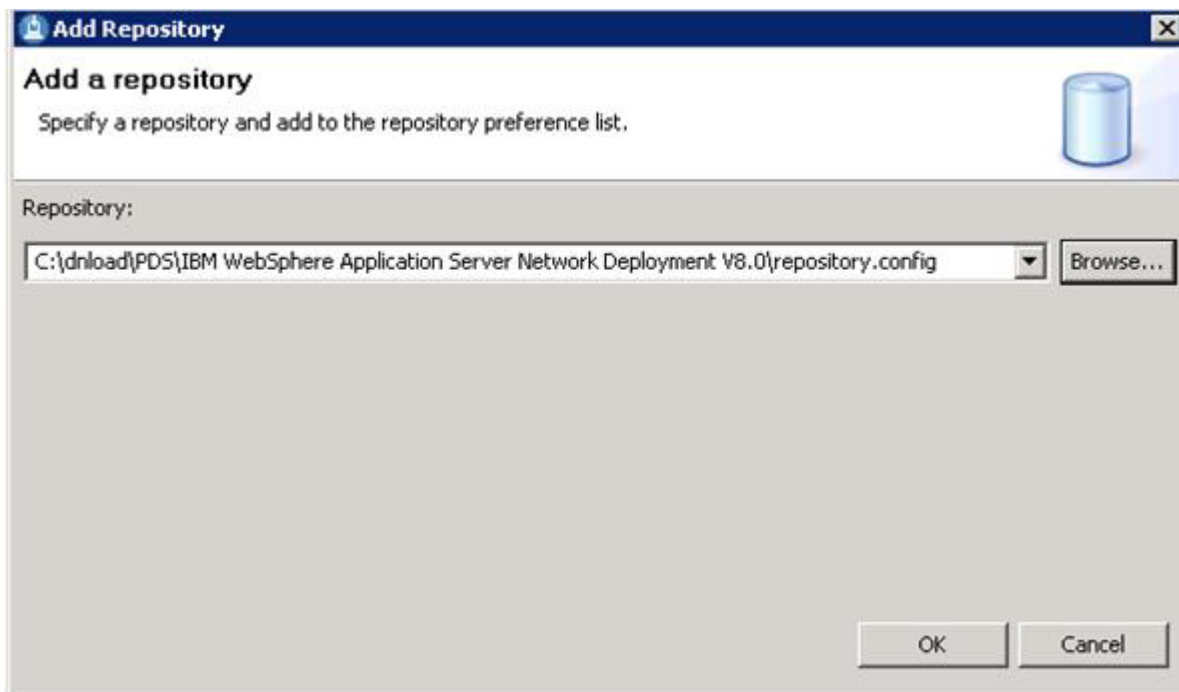 Add Repository
Add a repository
Specify a repository and add to the repository preference list.
Repository:
C:\dnload\PDS\IBM WebSphere Application Server Network Deployment V8.0\repository.config
Browse...
OK
Cancel